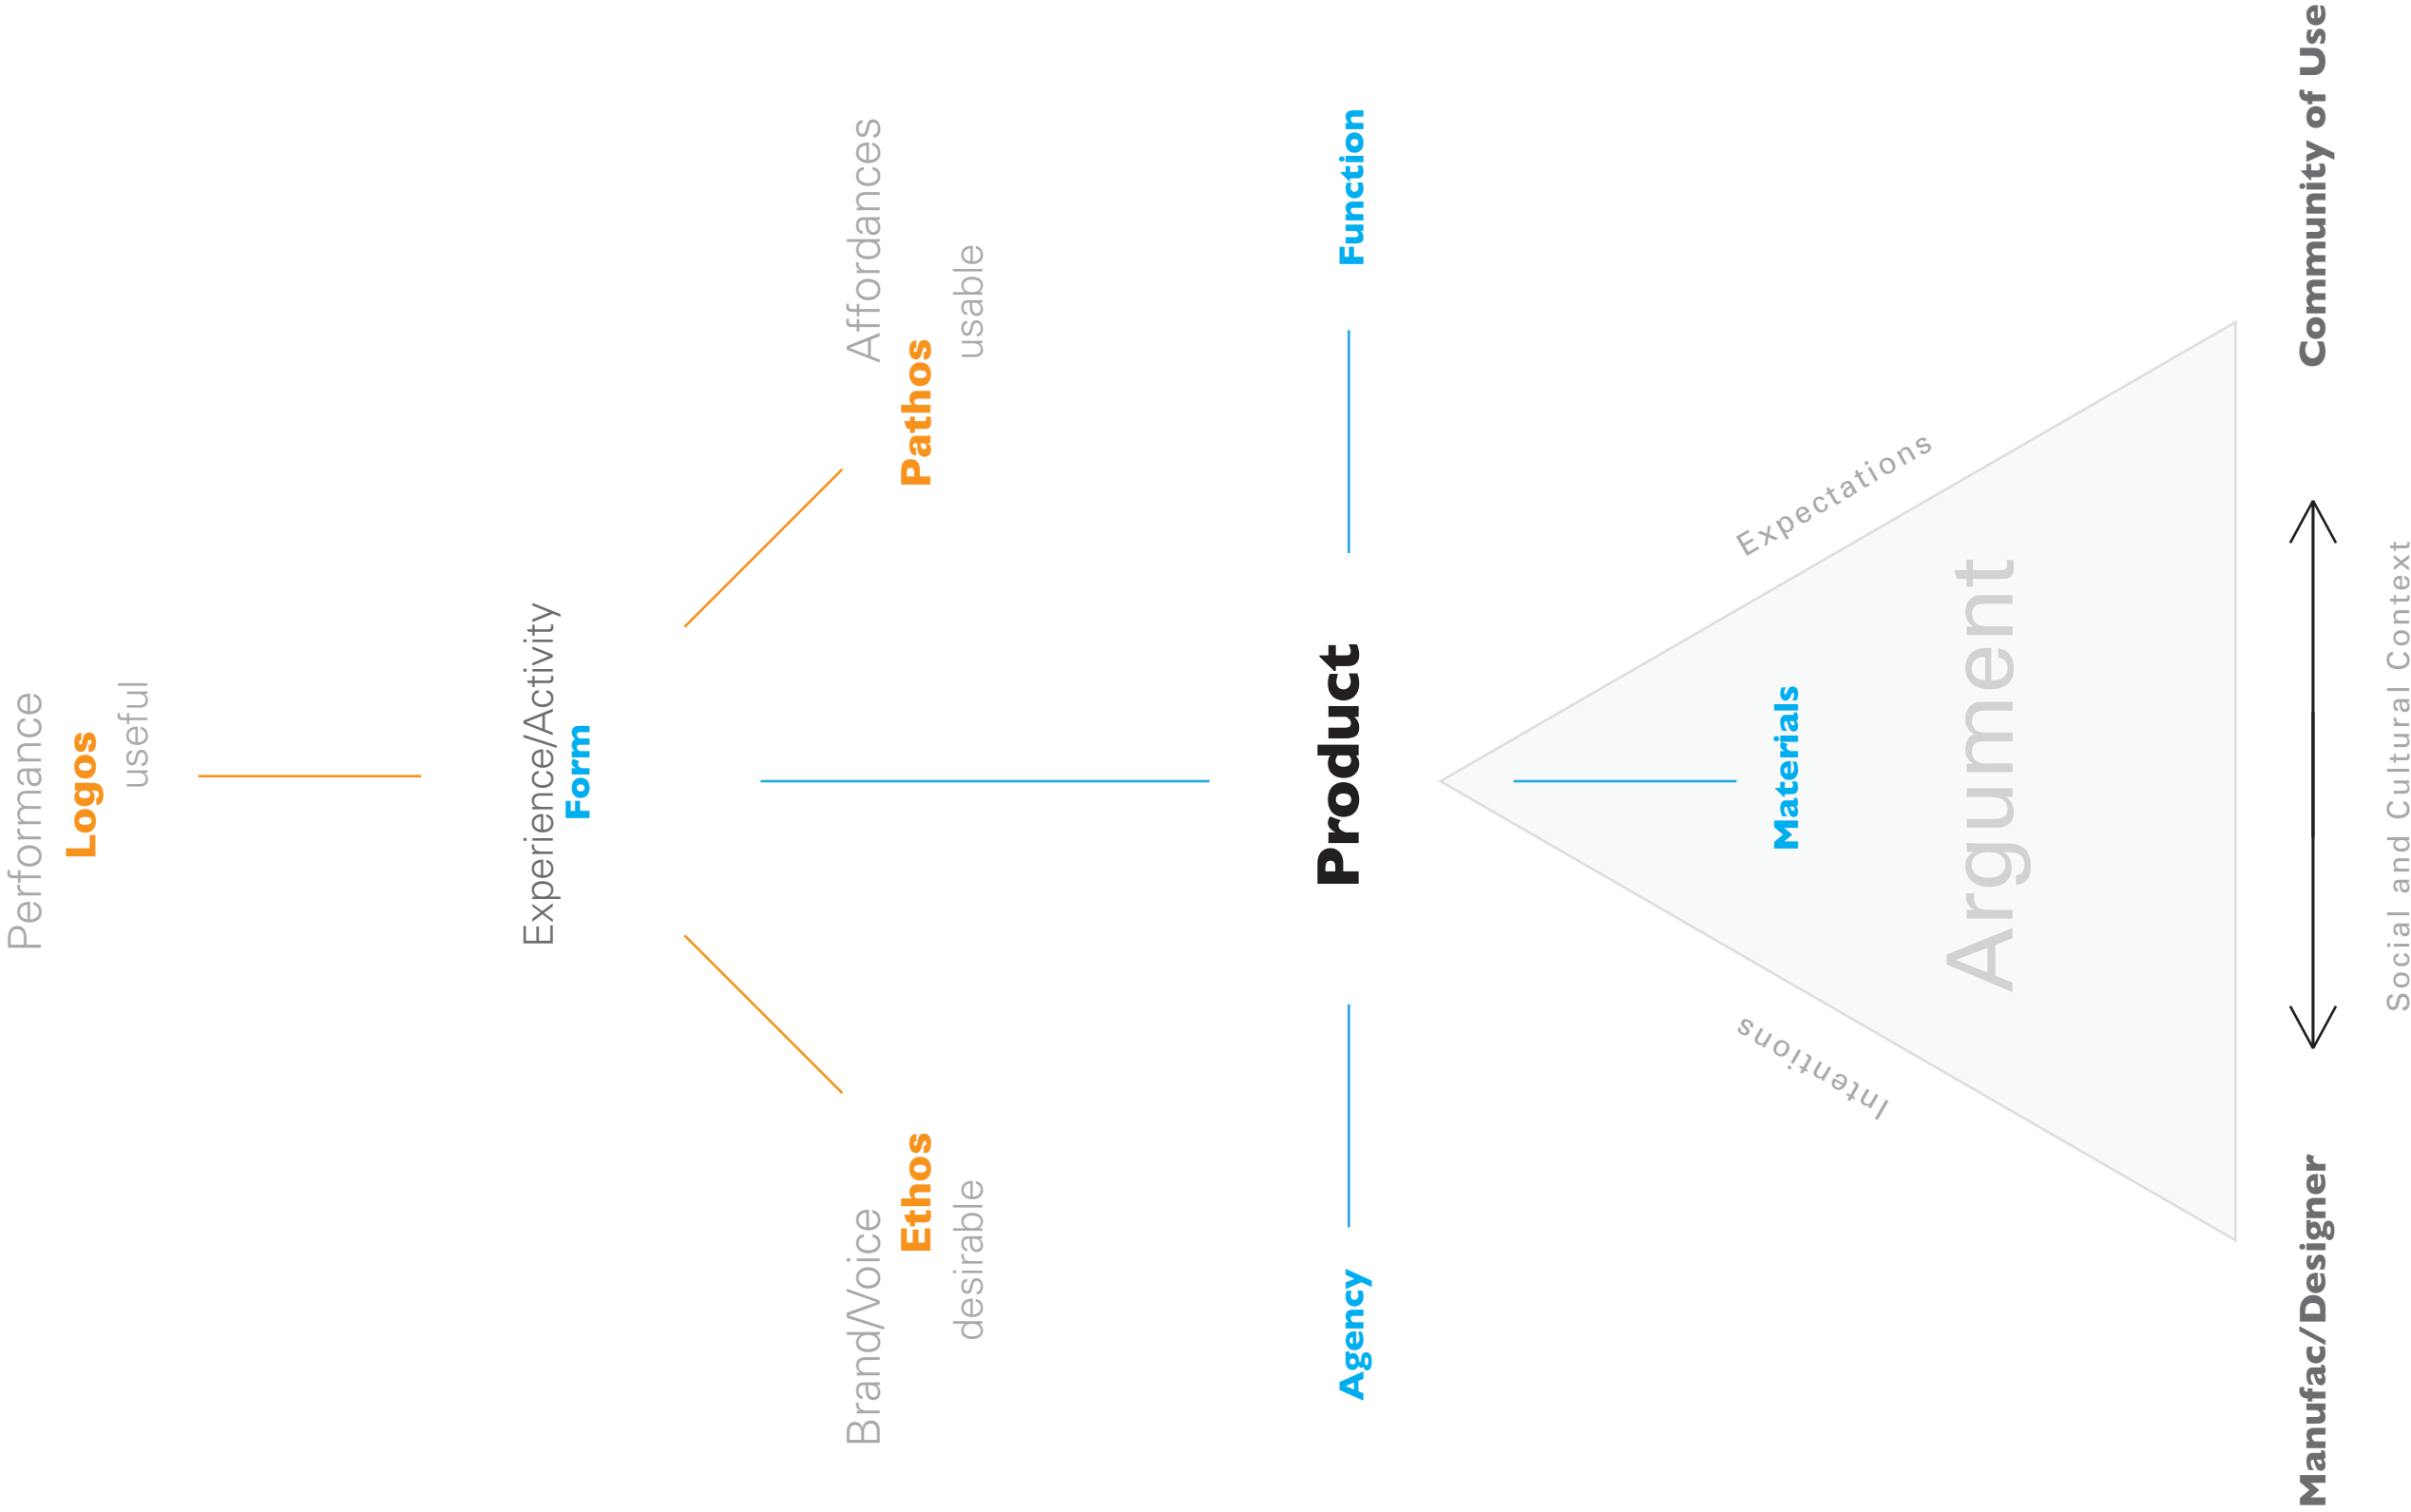 Performance
Logos
useful
Experience/Activity
Form
Brand/Voice
Ethos
desirable
Affordances
Pathos
usable
Agency
Product
Function
Materials
Intentions
Expectations
Argument
Manufac/Designer
Community of Use
Social and Cultural Context